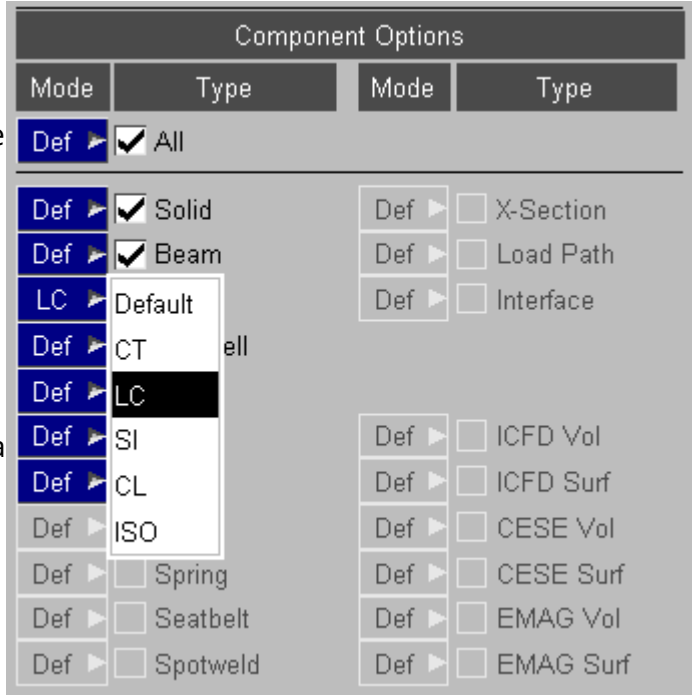 Component Options
Mode Type Mode Type
e Def All
Def Solid Def X-Section
Def Beam Def Load Path
LC Default Def Interface
Def CT ell
Def LC
a Def SI Def ICFD Vol
Def CL Def ICFD Surf
Def ISO Def CESE Vol
Def Spring Def CESE Surf
Def Seatbelt Def EMAG Vol
Def Spotweld Def EMAG Surf